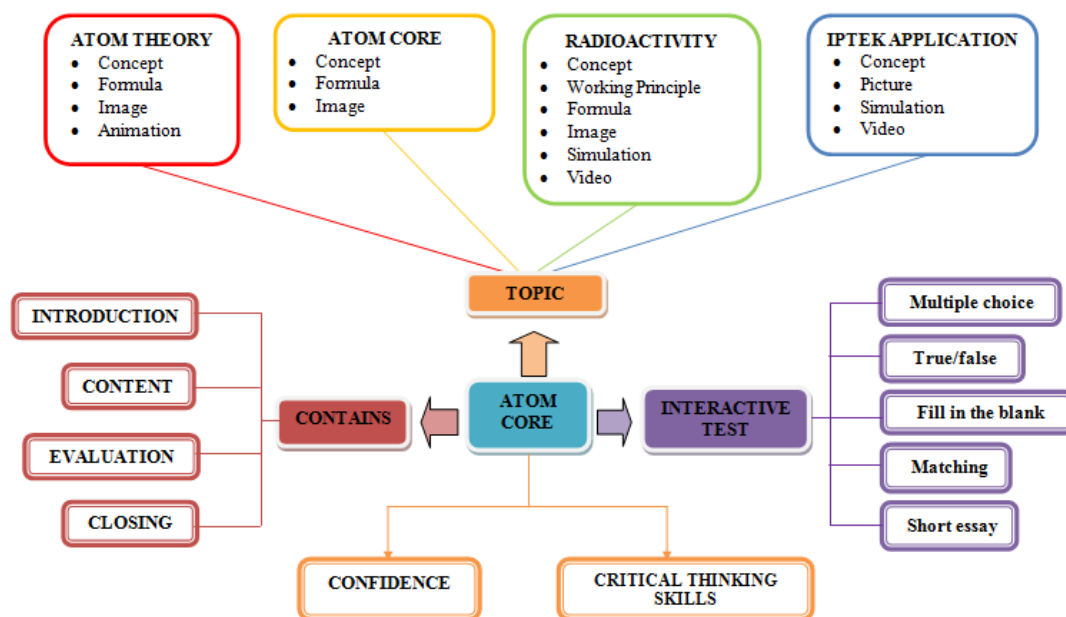 ATOM THEORY
• Concept
• Formula
• Image
• Animation
ATOM CORE
• Concept
• Formula
• Image
RADIOACTIVITY
• Concept
• Working Principle
• Formula
• Image
• Simulation
• Video
IPTEK APPLICATION
• Concept
• Picture
• Simulation
• Video
TOPIC
INTRODUCTION
CONTENT
EVALUATION
CLOSING
CONTAINS
ATOM
CORE
INTERACTIVE
TEST
Multiple choice
True/false
Fill in the blank
Matching
Short essay
CONFIDENCE
CRITICAL THINKING
SKILLS